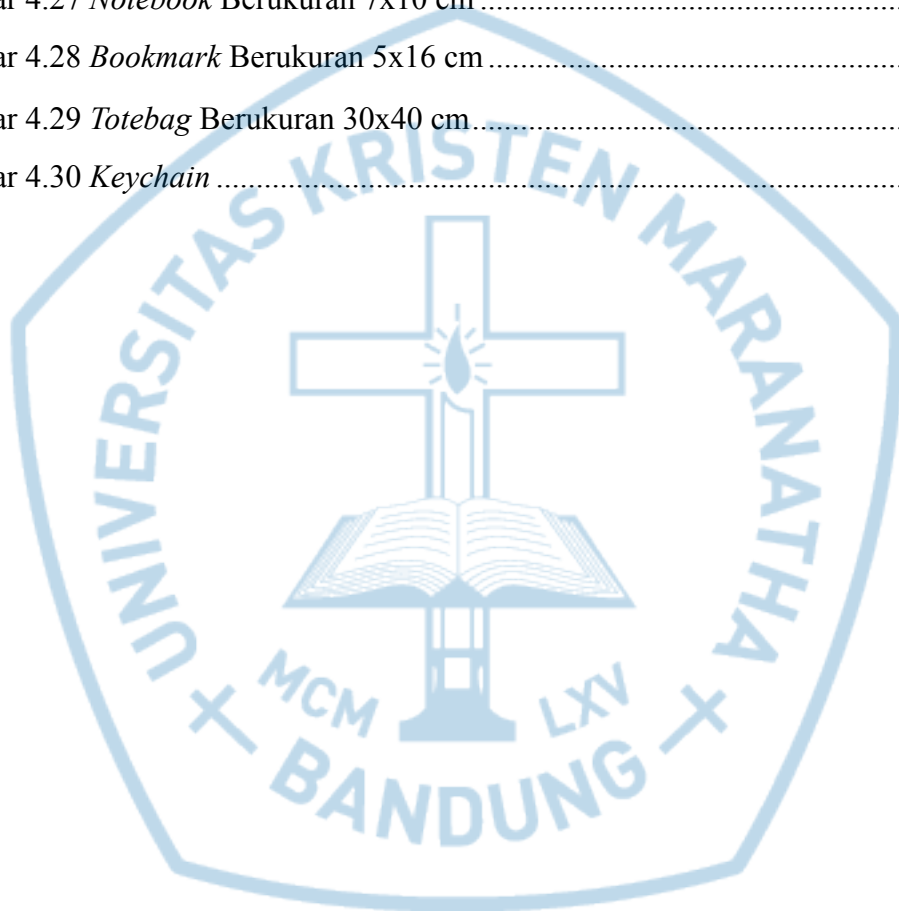 ar 4.27 Notebook Berukuran 7x10 cm
ar 4.28 Bookmark Berukuran 5x16 cm
ar 4.29 Totebag Berukuran 30x40 cm
ar 4.30 Keychain
UNIVERSITAS KRISTEN MARANATHA
MCM LXV
BANDUNG